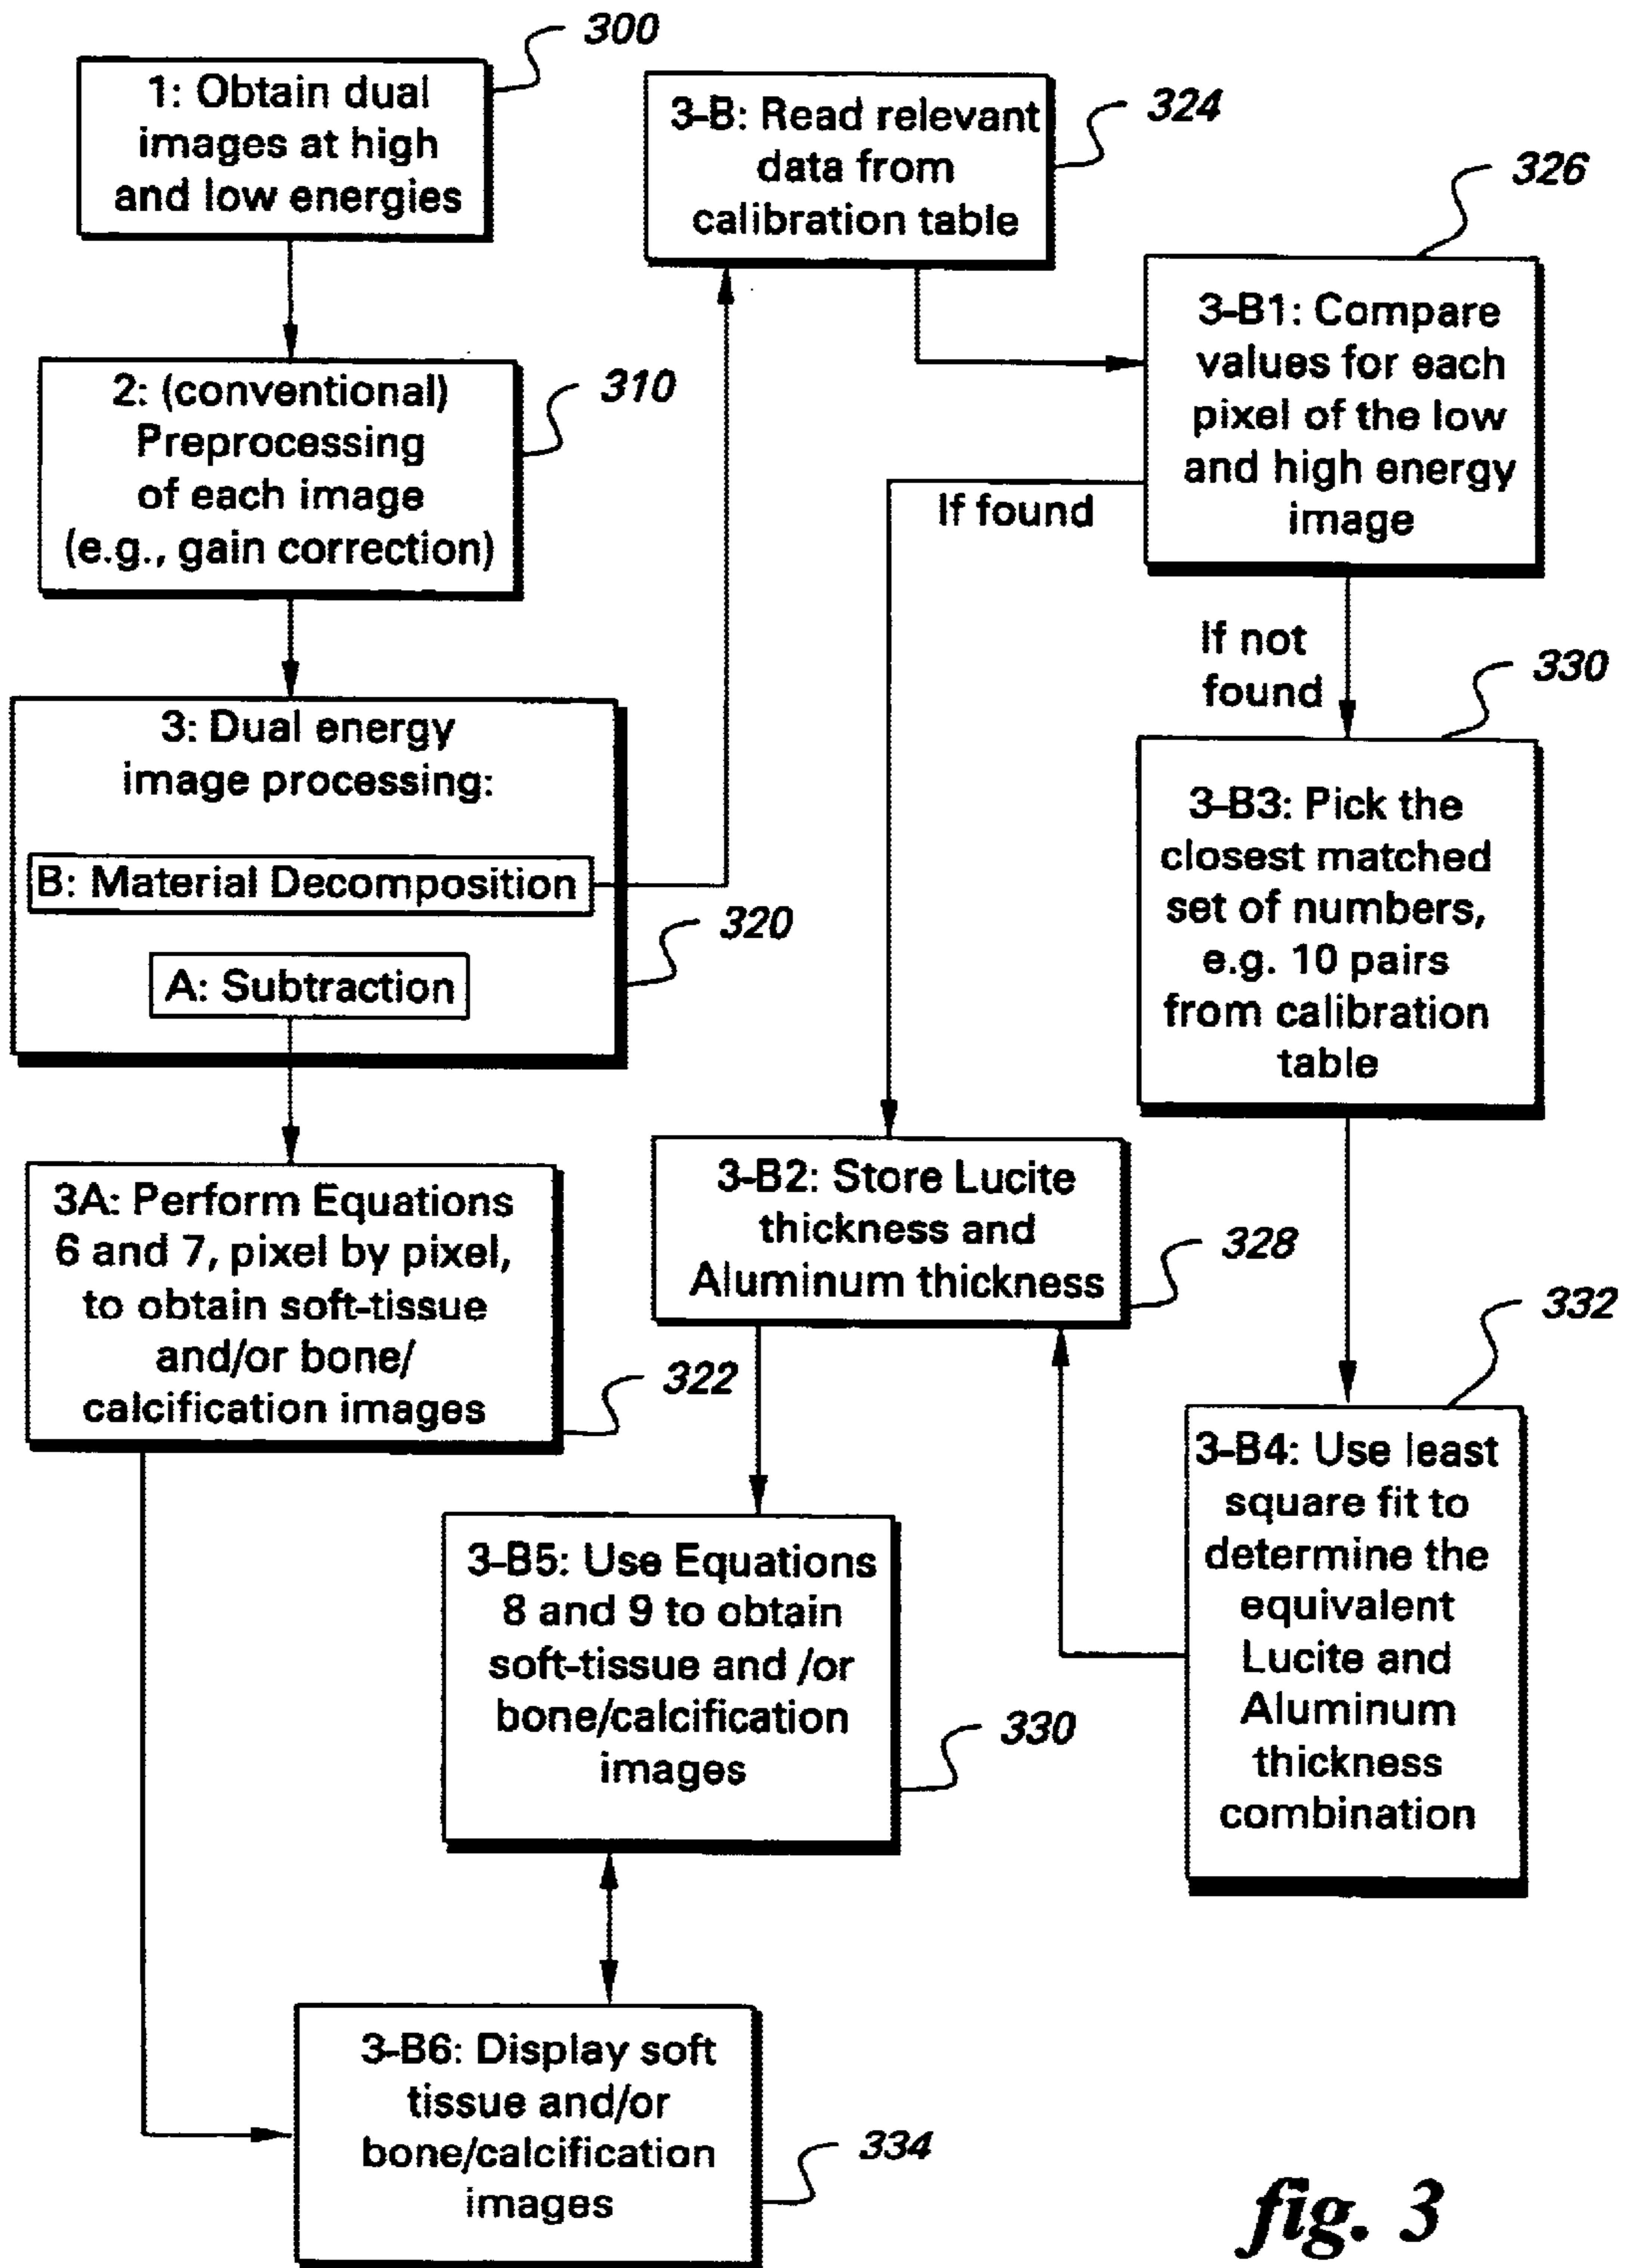 300
1: Obtain dual
images at high
and low energies
310
2: (conventional)
Preprocessing
of each image
(e.g., gain correction)
3: Dual energy
image processing:
B: Material Decomposition
320
A: Subtraction
3A: Perform Equations
6 and 7, pixel by pixel,
to obtain soft-tissue
and/or bone/
calcification images
322
324
3-B: Read relevant
data from
calibration table
326
3-B1: Compare
values for each
pixel of the low
and high energy
image
If found
If not
found
330
3-B3: Pick the
closest matched
set of numbers,
e.g. 10 pairs
from calibration
table
3-B2: Store Lucite
thickness and
Aluminum thickness
328
332
3-B4: Use least
square fit to
determine the
equivalent
Lucite and
Aluminum
thickness
combination
3-B5: Use Equations
8 and 9 to obtain
soft-tissue and /or
bone/calcification
images
330
3-B6: Display soft
tissue and/or
bone/calcification
images
334
fig. 3